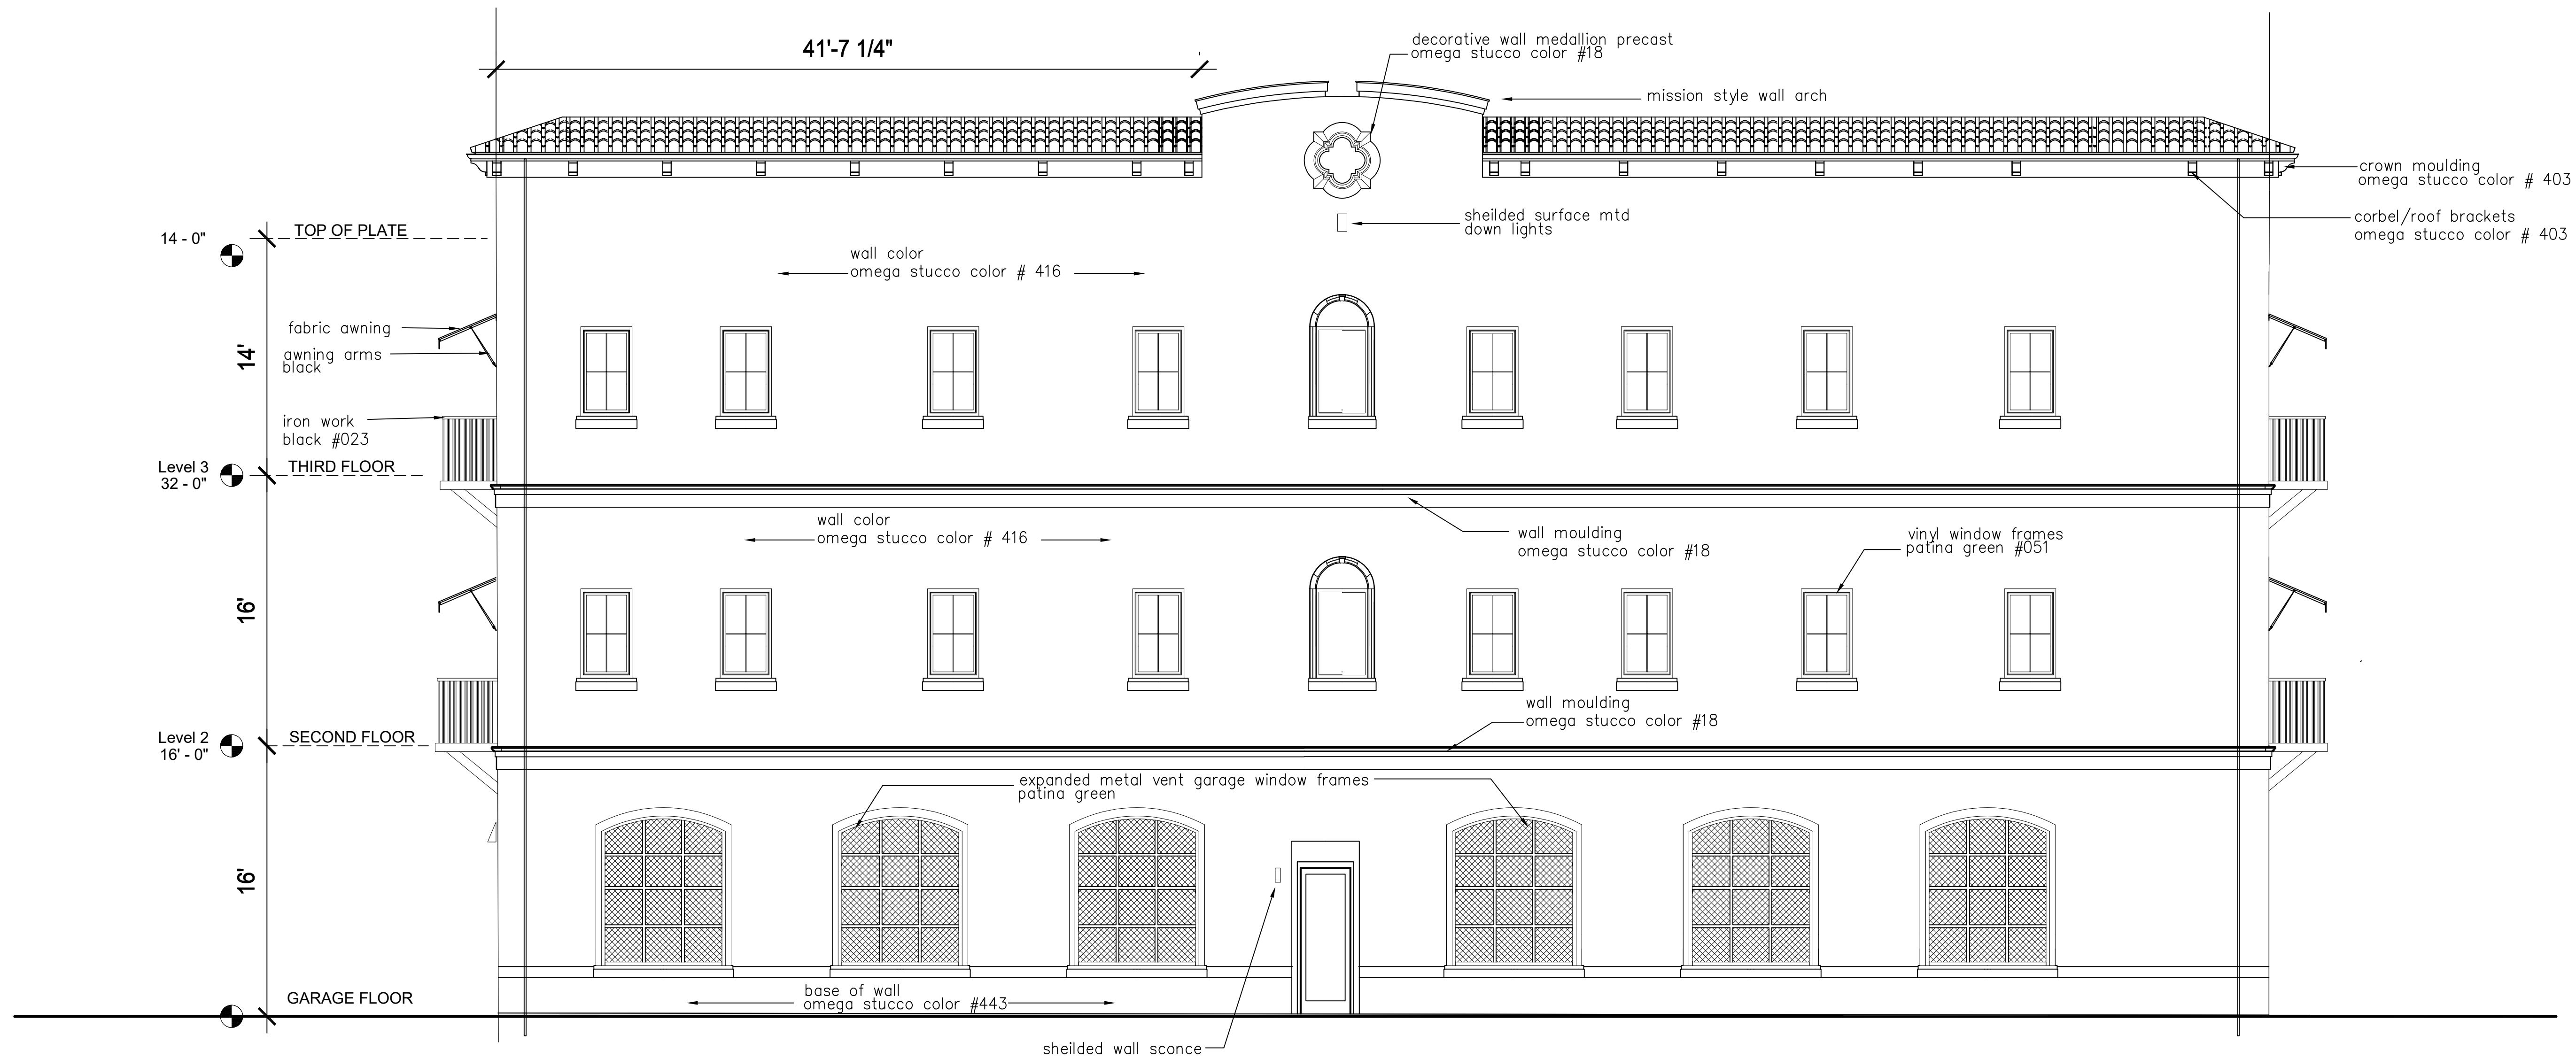 41'-7 1/4"
decorative wall medallion precast
omega stucco color #18
mission style wall arch
crown moulding
omega stucco color # 403
corbel/roof brackets
omega stucco color # 403
sheilded surface mtd
down lights
14 - 0"
TOP OF PLATE
wall color
omega stucco color # 416
fabric awning
awning arms
black
14'
iron work
black #023
Level 3
32 - 0"
THIRD FLOOR
wall color
omega stucco color # 416
wall moulding
omega stucco color #18
vinyl window frames
patina green #051
16'
wall moulding
omega stucco color #18
Level 2
16' - 0"
SECOND FLOOR
expanded metal vent garage window frames
patina green
16'
GARAGE FLOOR
base of wall
omega stucco color #443
sheilded wall sconce